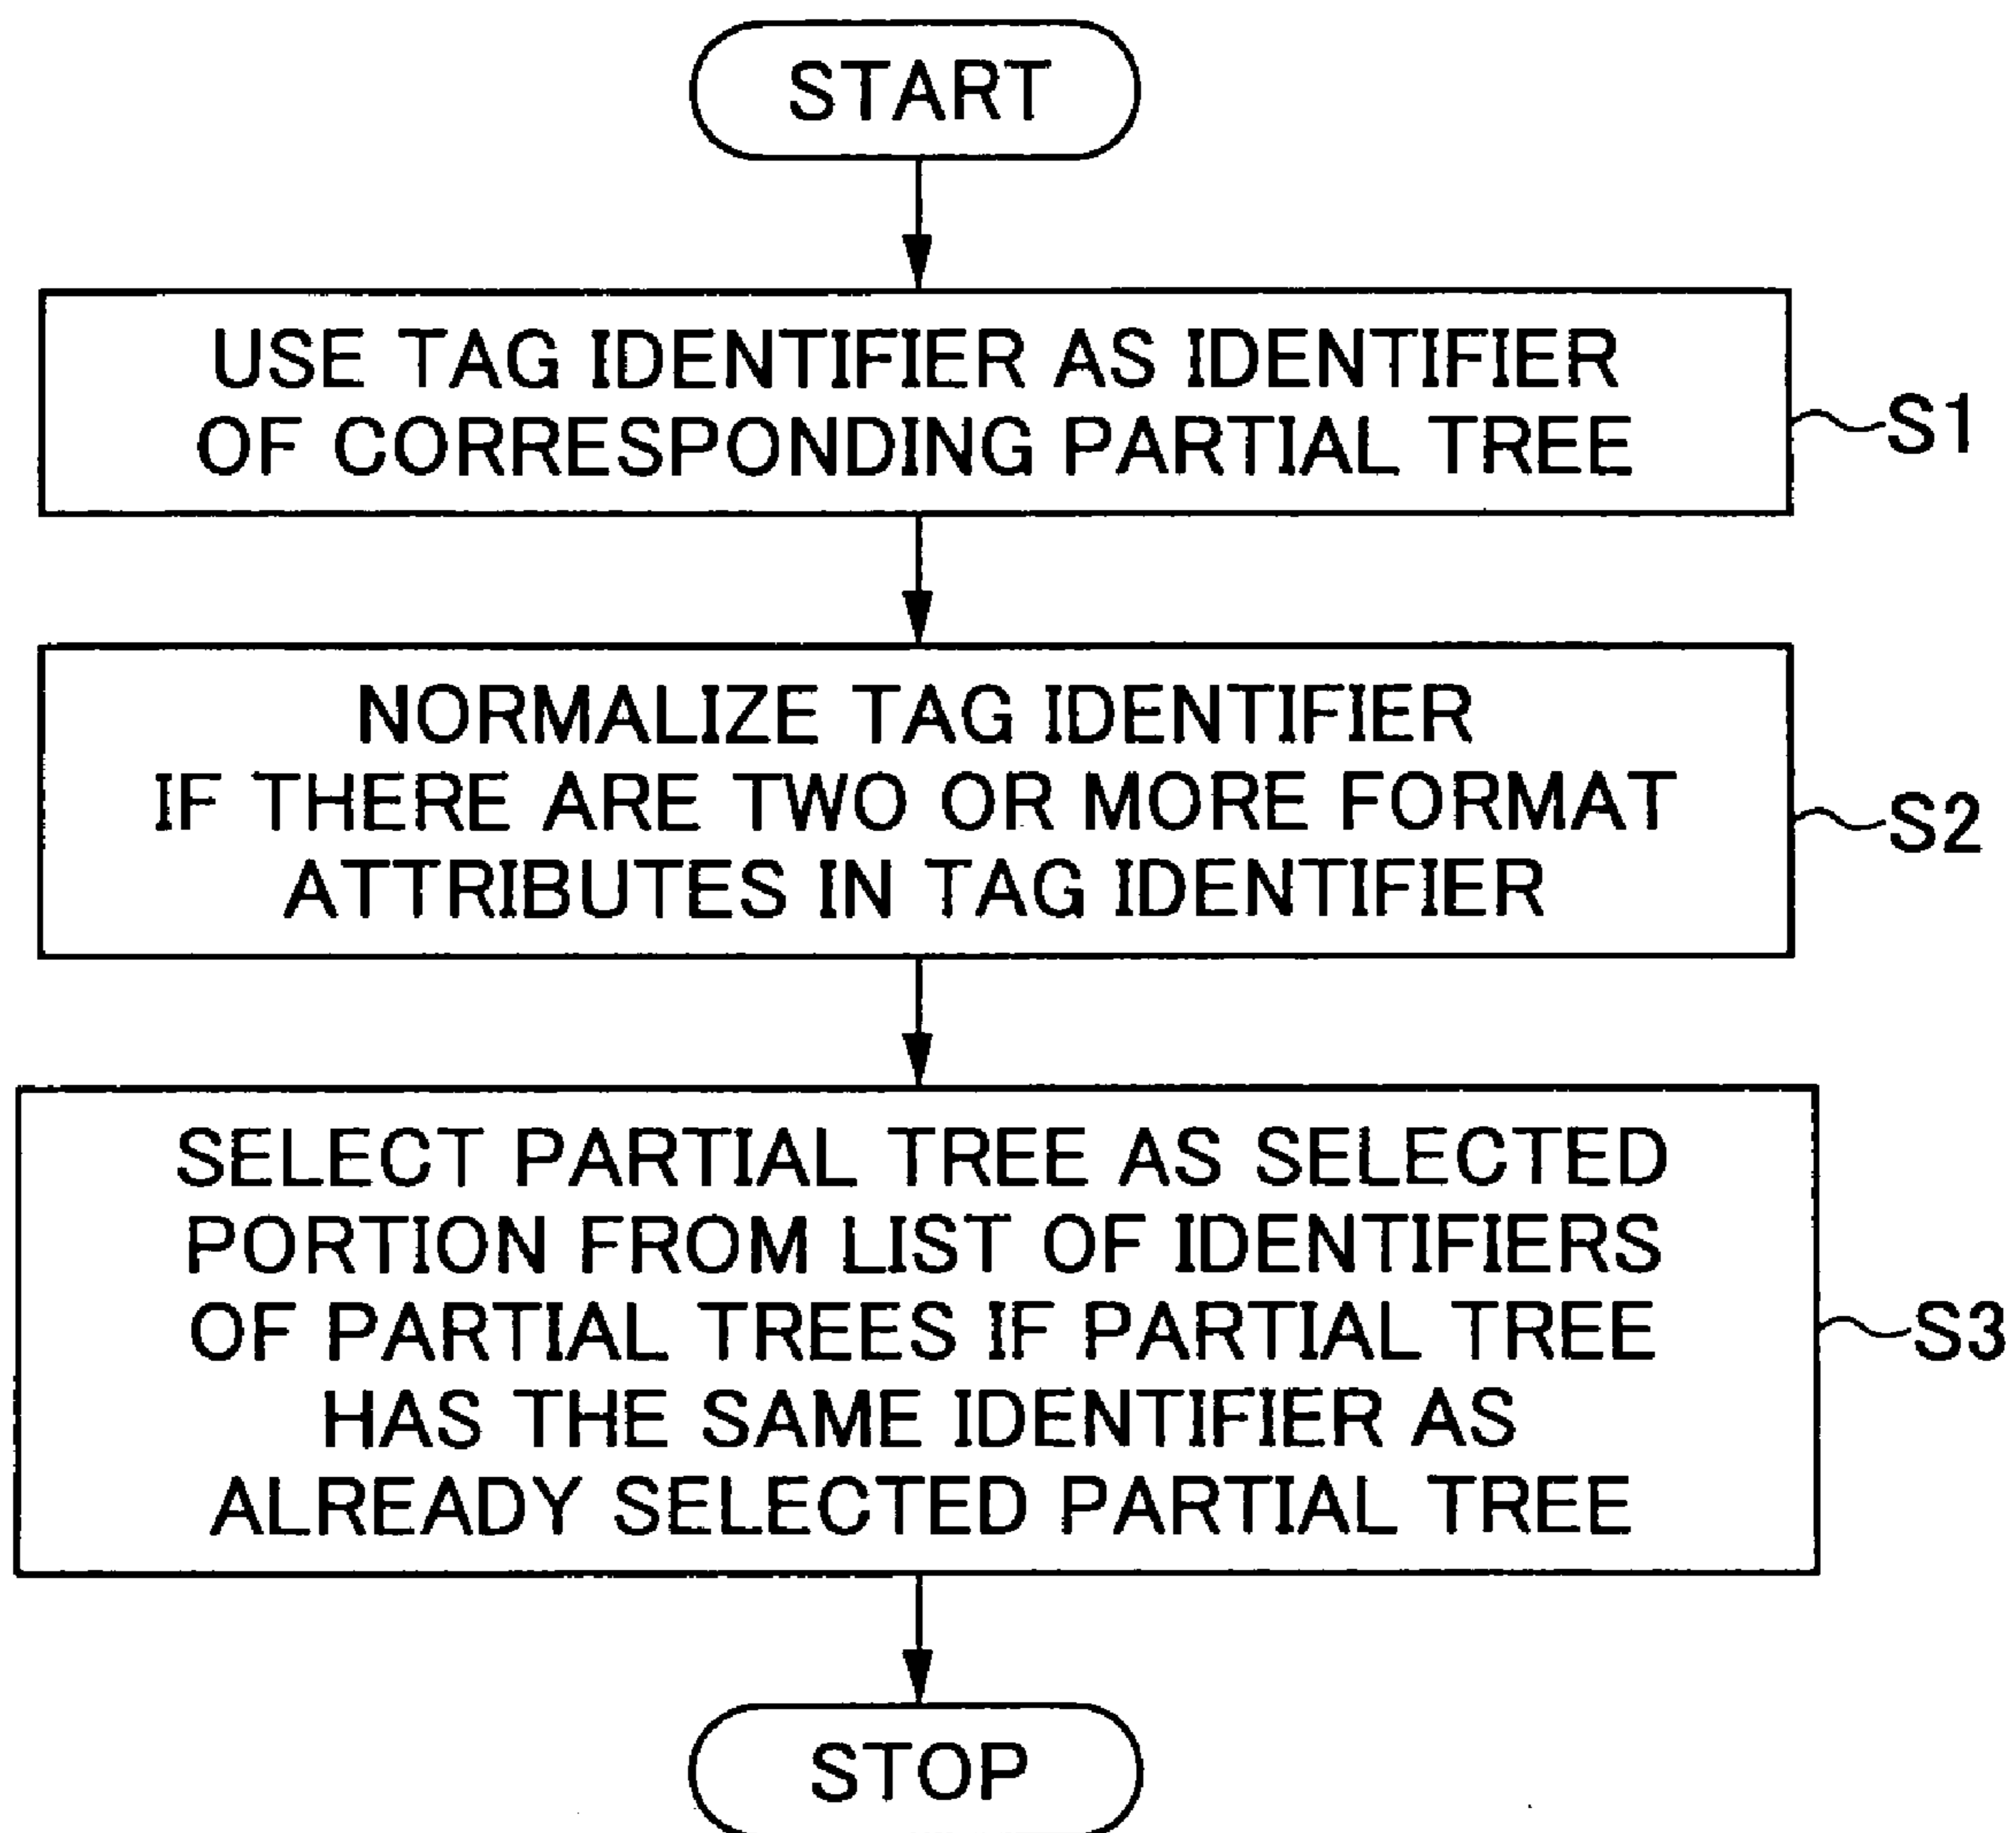 START
USE TAG IDENTIFIER AS IDENTIFIER
OF CORRESPONDING PARTIAL TREE
S1
NORMALIZE TAG IDENTIFIER
IF THERE ARE TWO OR MORE FORMAT
ATTRIBUTES IN TAG IDENTIFIER
S2
SELECT PARTIAL TREE AS SELECTED
PORTION FROM LIST OF IDENTIFIERS
OF PARTIAL TREES IF PARTIAL TREE
HAS THE SAME IDENTIFIER AS
ALREADY SELECTED PARTIAL TREE
S3
STOP